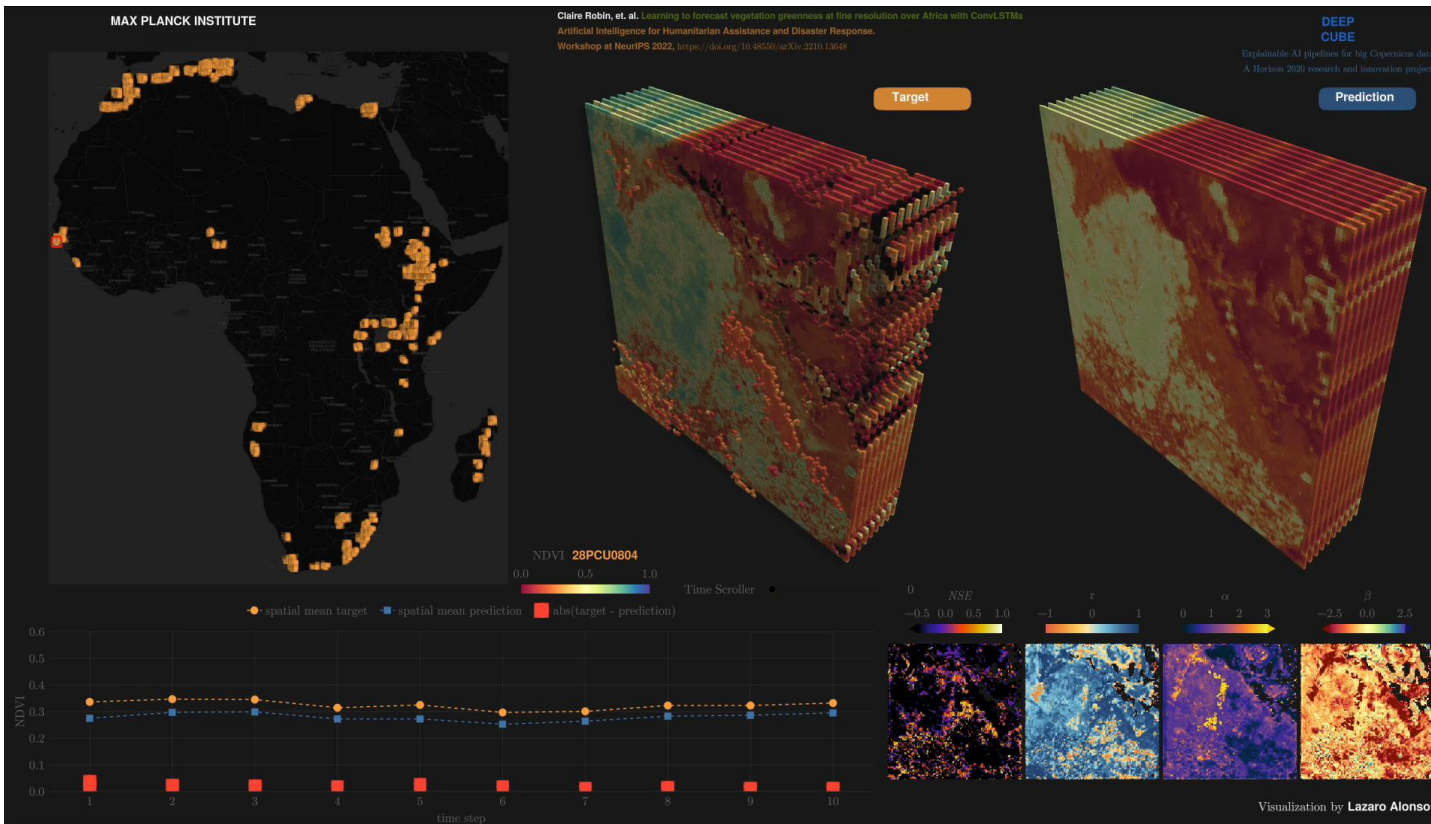 MAX PLANCK INSTITUTE
Claire Robin, et. al. Learning to forecast vegetation greenness at fine resolution over Africa with ConvLSTMs
Artificial Intelligence for Humanitarian Assistance and Disaster Response.
Workshop at NeurIPS 2022, https://doi.org/10.48550/arXiv.2210.13648
DEEP
CUBE
Explainable AI pipelines for big Copernicus data
A Horizon 2020 research and innovation project
Target
Prediction
NDVI 28PCU0804
0.0 0.5 1.0
Time Scroller
0
spatial mean target spatial mean prediction abs(target - prediction)
NSE r α β
−0.5 0.0 0.5 1.0 −1 0 1 0 1 2 3 −2.5 0 2.5
0.6
0.5
0.4
0.3
0.2
0.1
0.0
NDVI
1 2 3 4 5 6 7 8 9 10
time step
Visualization by Lazaro Alonso